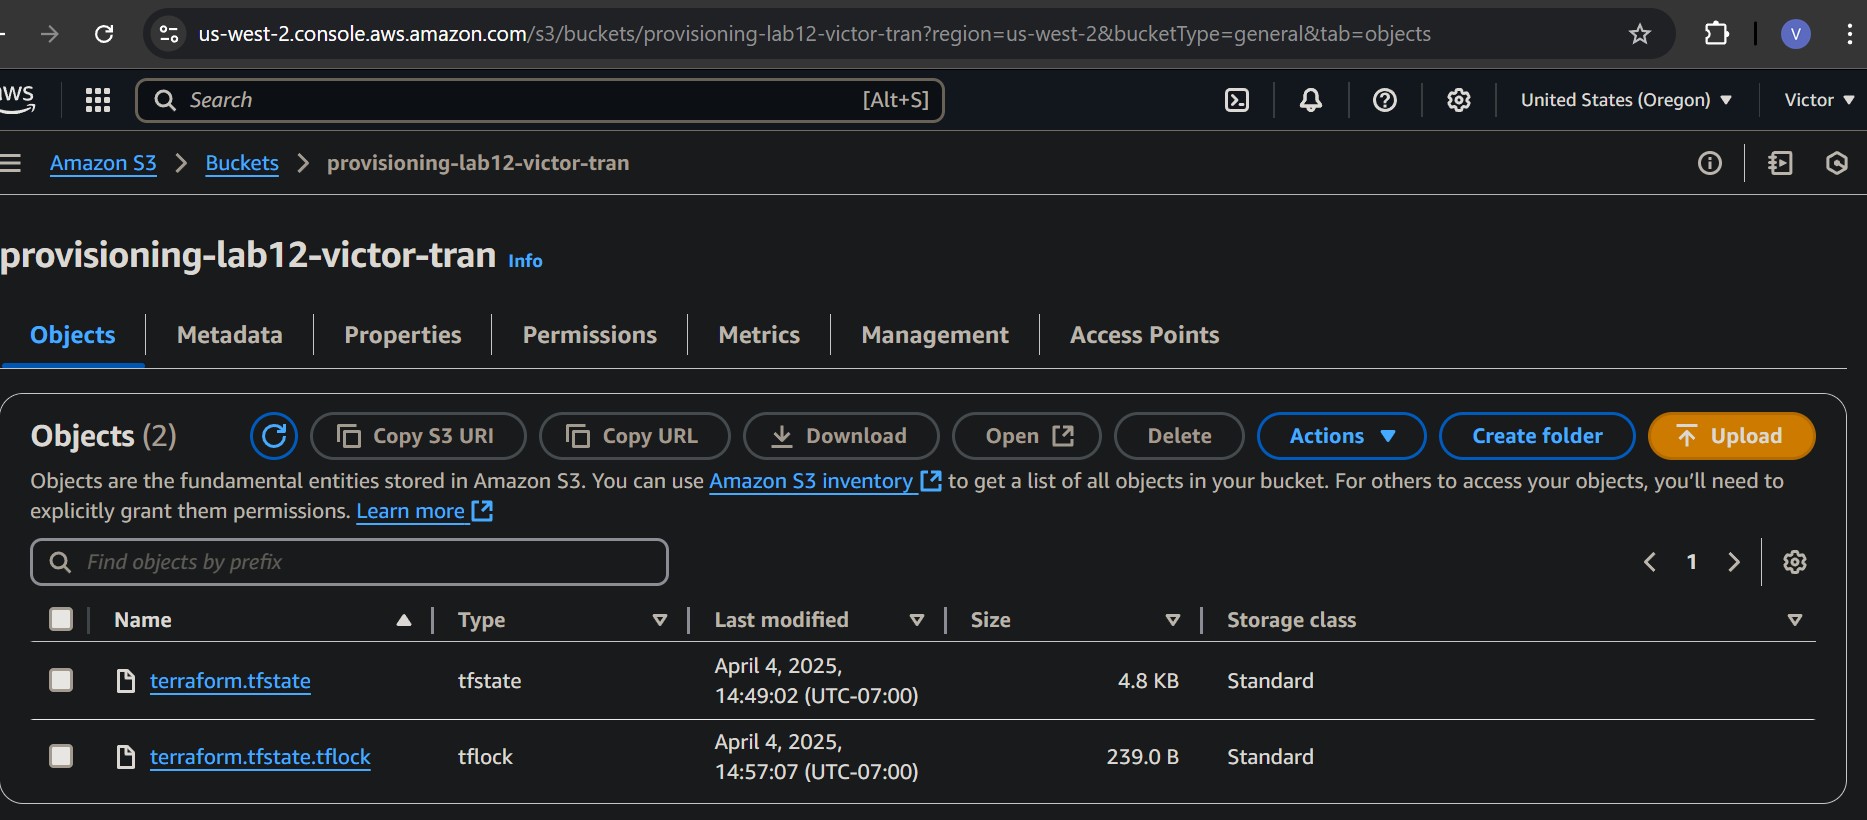 us-west-2.console.aws.amazon.com/s3/buckets/provisioning-lab12-victor-tran?region=us-west-2&bucketType=general&tab=objects
V
aws Search [Alt+S] United States (Oregon) Victor
Amazon S3 Buckets provisioning-lab12-victor-tran
provisioning-lab12-victor-tran Info
Objects Metadata Properties Permissions Metrics Management Access Points
Objects (2) Copy S3 URI Copy URL Download Open Delete Actions Create folder Upload
Objects are the fundamental entities stored in Amazon S3. You can use Amazon S3 inventory to get a list of all objects in your bucket. For others to access your objects, you’ll need to
explicitly grant them permissions. Learn more
Find objects by prefix 1
Name Type Last modified Size Storage class
terraform.tfstate tfstate April 4, 2025, 4.8 KB Standard
14:49:02 (UTC-07:00)
terraform.tfstate.tflock tflock April 4, 2025, 239.0 B Standard
14:57:07 (UTC-07:00)